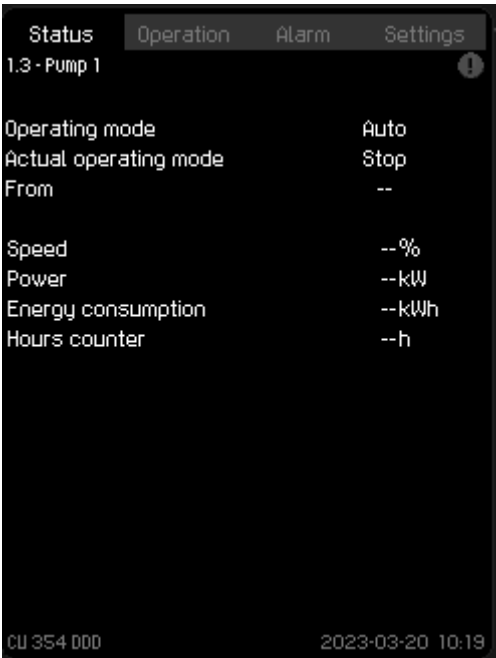 Status Operation Alarm Settings
1.3 - Pump 1
Operating mode Auto
Actual operating mode Stop
From --
Speed --%
Power --kW
Energy consumption --kWh
Hours counter --h
CU 354 DDD 2023-03-20 10:19